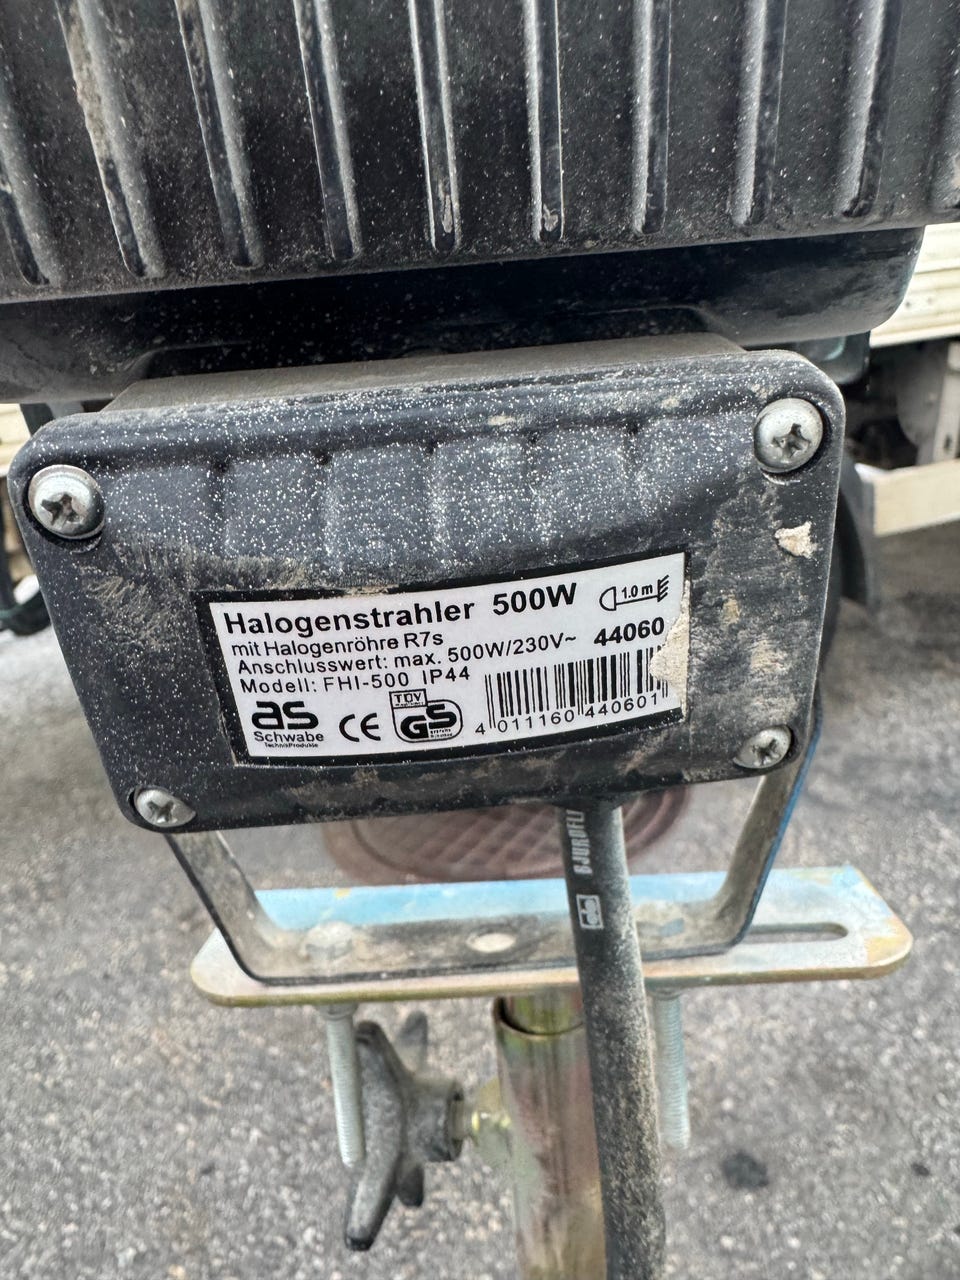 Halogenstrahler 500W
1.0 m
mit Halogenröhre R7s
Anschlusswert: max. 500W/230V~ 44060
Modell: FHI-500 IP44
as
Schwabe
TechnikProdukte
CE
TÜV
GS
4 011160 440601